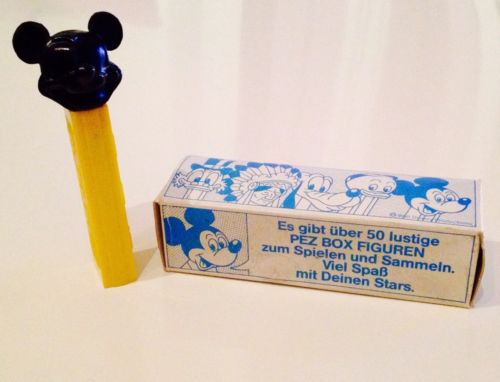 Es gibt über 50 lustige
PEZ BOX FIGUREN
zum Spielen und Sammeln.
Viel Spaß
mit Deinen Stars.